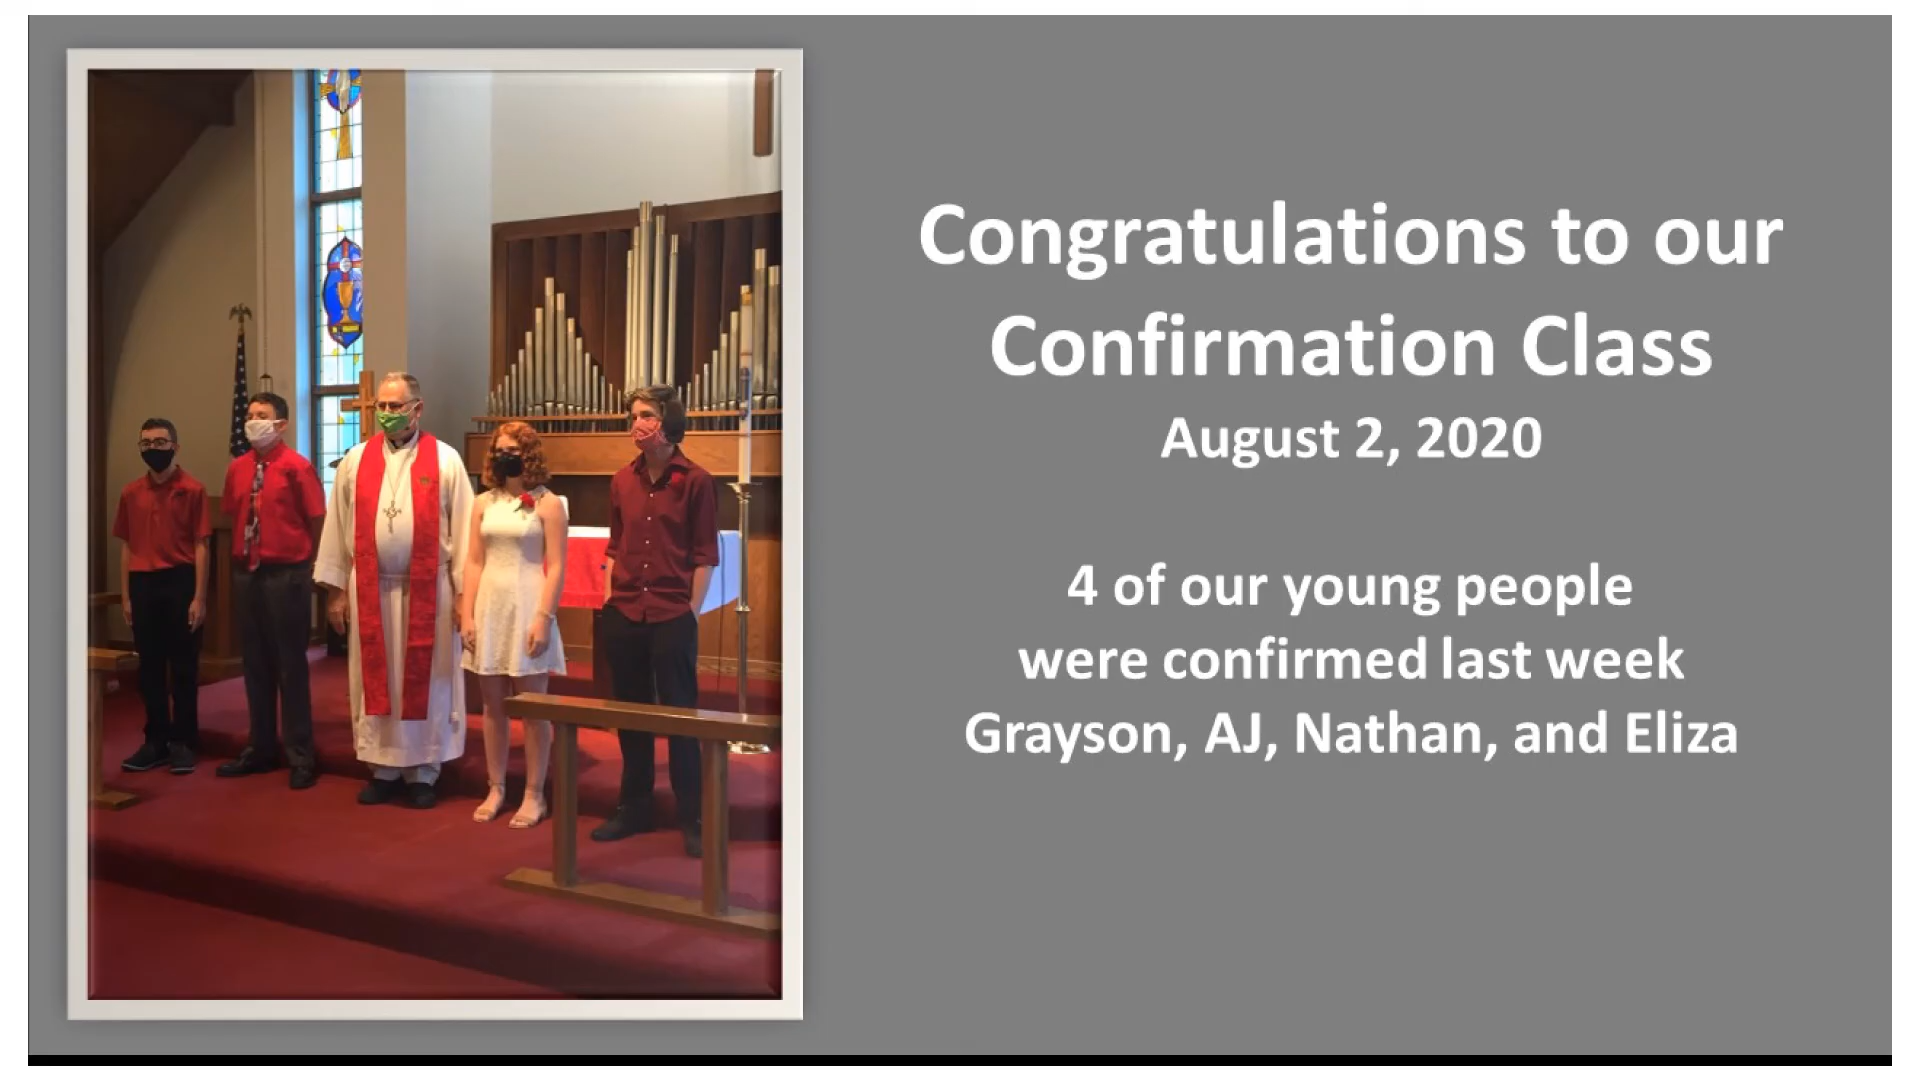 Congratulations to our
Confirmation Class
August 2, 2020
4 of our young people
were confirmed last week
Grayson, AJ, Nathan, and Eliza